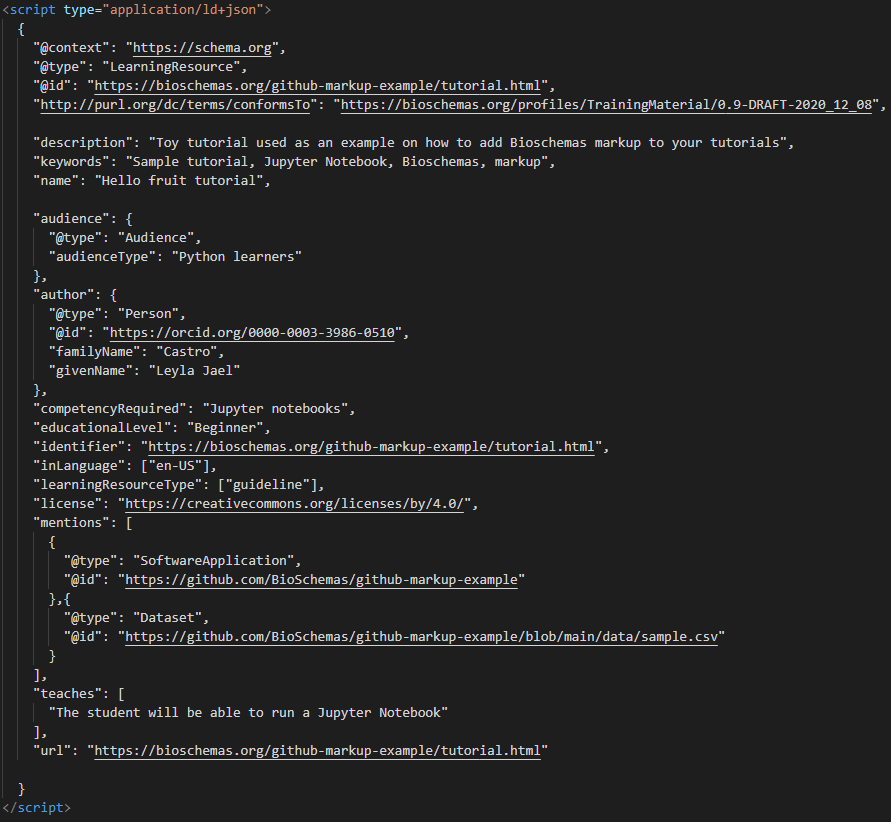 <script type="application/ld+json">
{
"@context": "https://schema.org",
"@type": "LearningResource",
"@id": "https://bioschemas.org/github-markup-example/tutorial.html",
"http://purl.org/dc/terms/conformsTo": "https://bioschemas.org/profiles/TrainingMaterial/0.9-DRAFT-2020_12_08",
"description": "Toy tutorial used as an example on how to add Bioschemas markup to your tutorials",
"keywords": "Sample tutorial, Jupyter Notebook, Bioschemas, markup",
"name": "Hello fruit tutorial",
"audience": {
"@type": "Audience",
"audienceType": "Python learners"
},
"author": {
"@type": "Person",
"@id": "https://orcid.org/0000-0003-3986-0510",
"familyName": "Castro",
"givenName": "Leyla Jael"
},
"competencyRequired": "Jupyter notebooks",
"educationalLevel": "Beginner",
"identifier": "https://bioschemas.org/github-markup-example/tutorial.html",
"inLanguage": ["en-US"],
"learningResourceType": ["guideline"],
"license": "https://creativecommons.org/licenses/by/4.0/",
"mentions": [
{
"@type": "SoftwareApplication",
"@id": "https://github.com/BioSchemas/github-markup-example"
},{
"@type": "Dataset",
"@id": "https://github.com/BioSchemas/github-markup-example/blob/main/data/sample.csv"
}
],
"teaches": [
"The student will be able to run a Jupyter Notebook"
],
"url": "https://bioschemas.org/github-markup-example/tutorial.html"
}
</script>